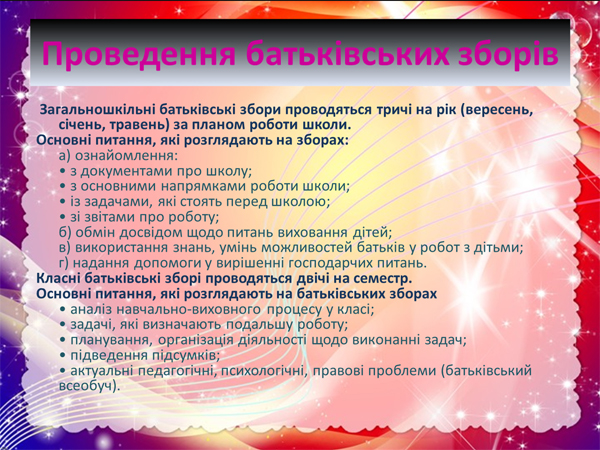 Проведення батьківських зборів
Загальношкільні батьківські збори проводяться тричі на рік (вересень,
січень, травень) за планом роботи школи.
Основні питання, які розглядають на зборах:
а) ознайомлення:
• з документами про школу;
• з основними напрямками роботи школи;
• із задачами, які стоять перед школою;
• зі звітами про роботу;
б) обмін досвідом щодо питань виховання дітей;
в) використання знань, умінь можливостей батьків у робот з дітьми;
г) надання допомоги у вирішенні господарчих питань.
Класні батьківські зборі проводяться двічі на семестр.
Основні питання, які розглядають на батьківських зборах
• аналіз навчально-виховного процесу у класі;
• задачі, які визначають подальшу роботу;
• планування, організація діяльності щодо виконанні задач;
• підведення підсумків;
• актуальні педагогічні, психологічні, правові проблеми (батьківський
всеобуч).